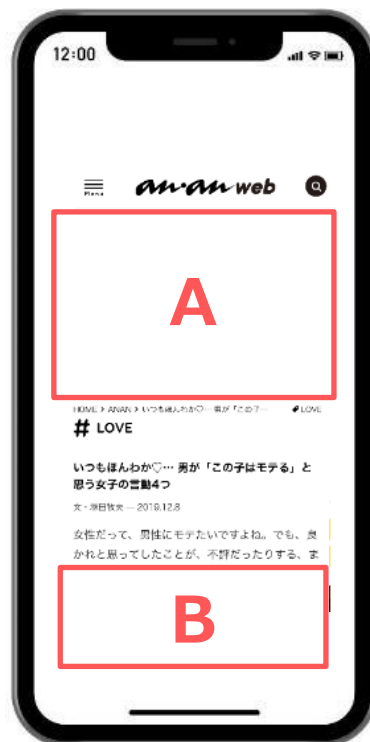 12:00
Menu
an·an web
A
HOME > ANAN > いつもほんわか♡… 男が「この子… LOVE
# LOVE
いつもほんわか♡… 男が「この子はモテる」と
思う女子の言動4つ
文・塚田牧夫 — 2019.12.8
女性だって、男性にモテたいですよね。でも、良
かれと思ってしたことが、不評だったりする、ま
B